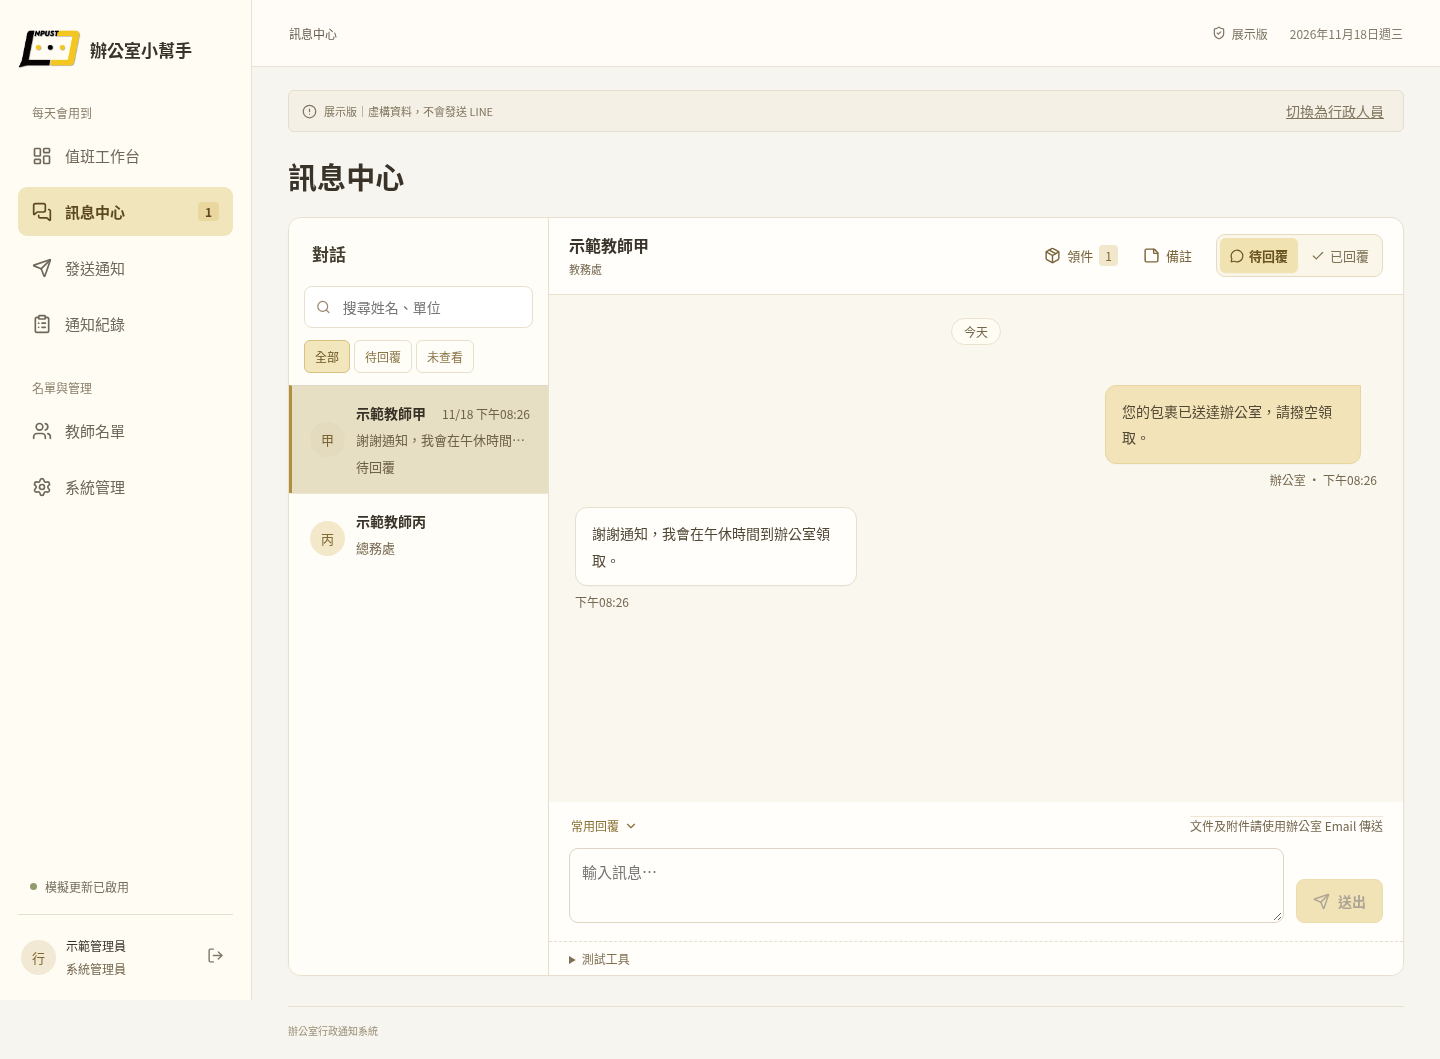 NPUST
辦公室小幫手
每天會用到
值班工作台
訊息中心 1
發送通知
通知紀錄
名單與管理
教師名單
系統管理
模擬更新已啟用
行
示範管理員
系統管理員
訊息中心
展示版 2026年11月18日週三
展示版|虛構資料,不會發送 LINE
切換為行政人員
訊息中心
對話
搜尋姓名、單位
全部 待回覆 未查看
甲
示範教師甲 11/18 下午08:26
謝謝通知,我會在午休時間…
待回覆
丙
示範教師丙
總務處
示範教師甲
教務處
領件 1 備註 待回覆 已回覆
今天
您的包裹已送達辦公室,請撥空領
取。
辦公室 · 下午08:26
謝謝通知,我會在午休時間到辦公室領
取。
下午08:26
常用回覆
文件及附件請使用辦公室 Email 傳送
輸入訊息…
送出
測試工具
辦公室行政通知系統